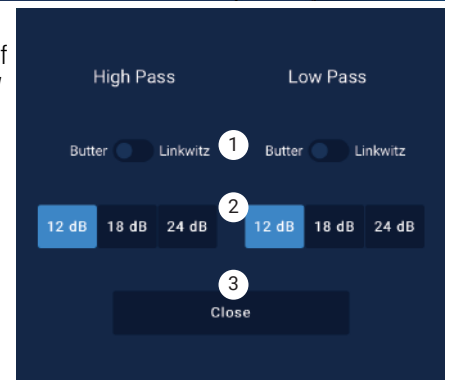 f
High Pass Low Pass
Butter Linkwitz 1 Butter Linkwitz
2
12 dB 18 dB 24 dB 12 dB 18 dB 24 dB
3
Close